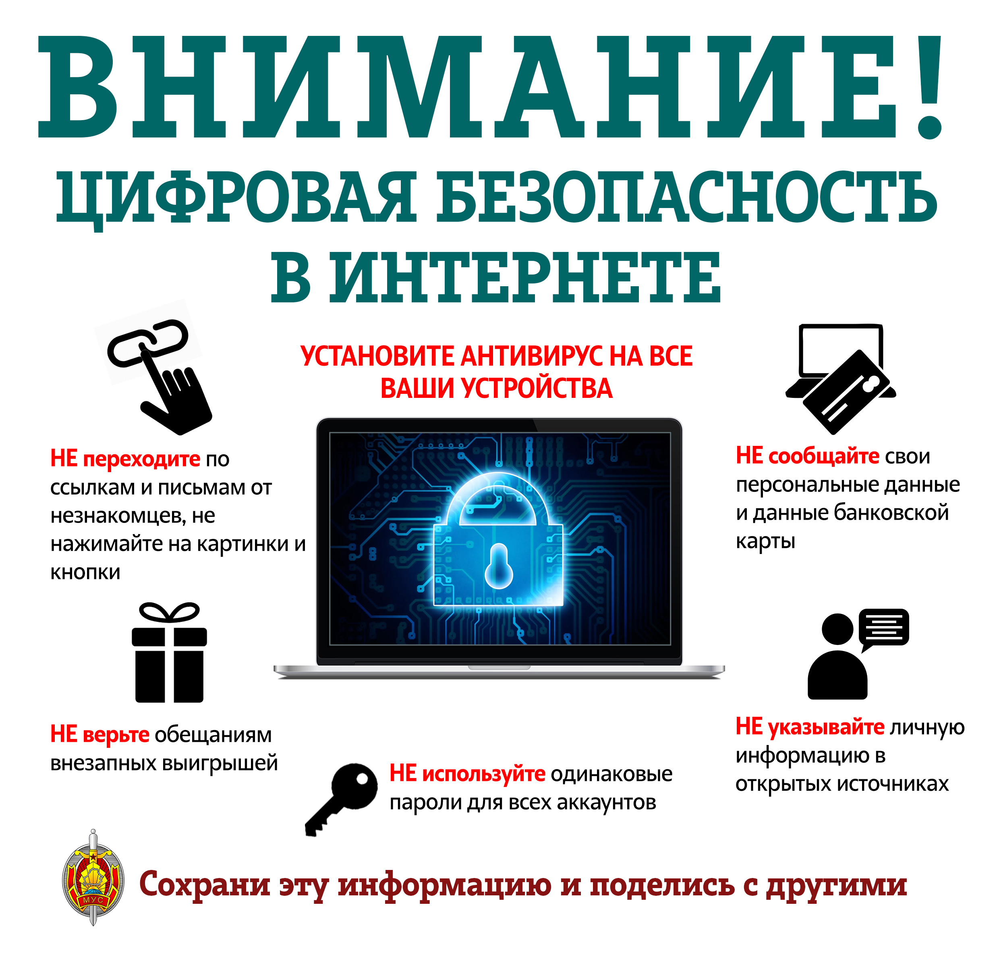 ВНИМАНИЕ!
ЦИФРОВАЯ БЕЗОПАСНОСТЬ
В ИНТЕРНЕТЕ
УСТАНОВИТЕ АНТИВИРУС НА ВСЕ
ВАШИ УСТРОЙСТВА
НЕ переходите по
ссылкам и письмам от
незнакомцев, не
нажимайте на картинки и
кнопки
НЕ сообщайте свои
персональные данные
и данные банковской
карты
НЕ верьте обещаниям
внезапных выигрышей
НЕ используйте одинаковые
пароли для всех аккаунтов
НЕ указывайте личную
информацию в
открытых источниках
МУС
Сохрани эту информацию и поделись с другими